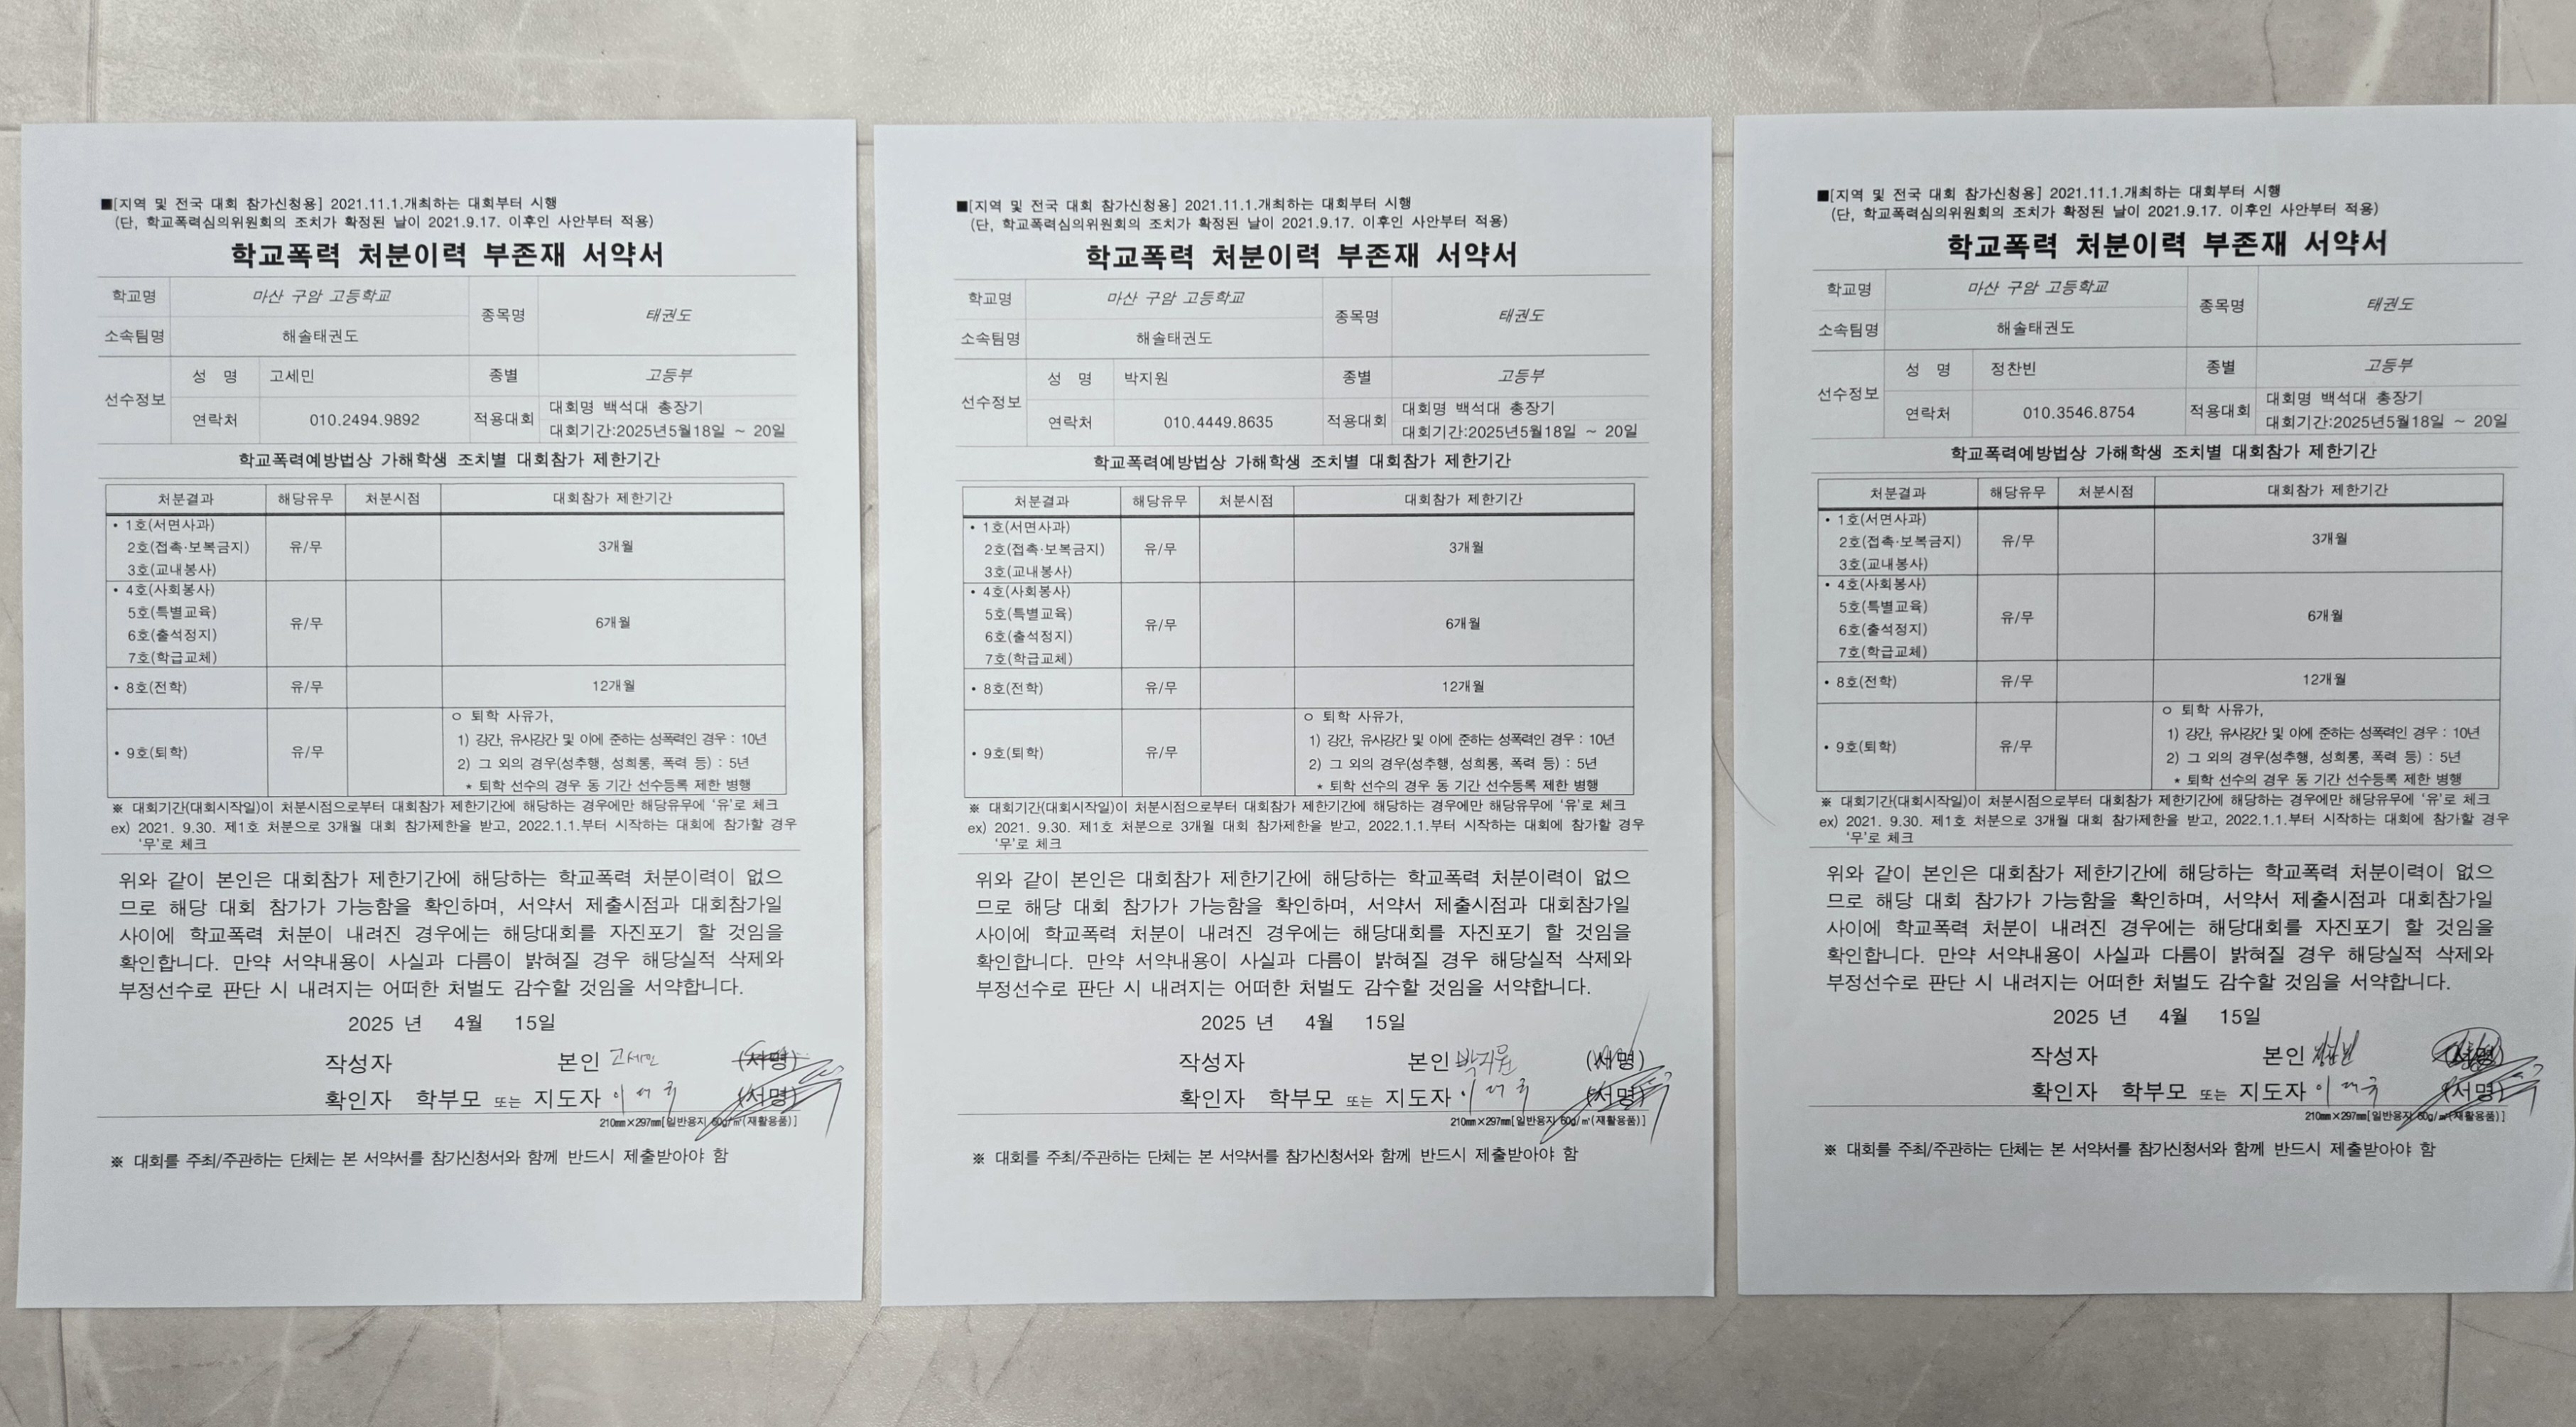 ■[지역 및 전국 대회 참가신청용] 2021.11.1.개최하는 대회부터 시행
(단, 학교폭력심의위원회의 조치가 확정된 날이 2021.9.17. 이후인 사안부터 적용)
학교폭력 처분이력 부존재 서약서
학교명 마산 구암 고등학교 종목명 태권도
소속팀명 해솔태권도
선수정보 성 명 고세민 종별 고등부
연락처 010.2494.9892 적용대회 대회명 백석대 총장기
대회기간:2025년5월18일 ~ 20일
학교폭력예방법상 가해학생 조치별 대회참가 제한기간
처분결과 해당유무 처분시점 대회참가 제한기간
• 1호(서면사과)
2호(접촉·보복금지) 유/무 3개월
3호(교내봉사)
• 4호(사회봉사)
5호(특별교육)
유/무 6개월
6호(출석정지)
7호(학급교체)
• 8호(전학) 유/무 12개월
• 9호(퇴학) 유/무
ㅇ 퇴학 사유가,
1) 강간, 유사강간 및 이에 준하는 성폭력인 경우 : 10년
2) 그 외의 경우(성추행, 성희롱, 폭력 등) : 5년
* 퇴학 선수의 경우 동 기간 선수등록 제한 병행
※ 대회기간(대회시작일)이 처분시점으로부터 대회참가 제한기간에 해당하는 경우에만 해당유무에 ‘유’로 체크
ex) 2021. 9.30. 제1호 처분으로 3개월 대회 참가제한을 받고, 2022.1.1.부터 시작하는 대회에 참가할 경우
‘무’로 체크
위와 같이 본인은 대회참가 제한기간에 해당하는 학교폭력 처분이력이 없으
므로 해당 대회 참가가 가능함을 확인하며, 서약서 제출시점과 대회참가일
사이에 학교폭력 처분이 내려진 경우에는 해당대회를 자진포기 할 것임을
확인합니다. 만약 서약내용이 사실과 다름이 밝혀질 경우 해당실적 삭제와
부정선수로 판단 시 내려지는 어떠한 처벌도 감수할 것임을 서약합니다.
2025 년 4월 15일
작성자 본인 고세민 (서명)
확인자 학부모 또는 지도자 (서명)
210㎜×297㎜[일반용지 60g/㎡(재활용품)]
※ 대회를 주최/주관하는 단체는 본 서약서를 참가신청서와 함께 반드시 제출받아야 함
■[지역 및 전국 대회 참가신청용] 2021.11.1.개최하는 대회부터 시행
(단, 학교폭력심의위원회의 조치가 확정된 날이 2021.9.17. 이후인 사안부터 적용)
학교폭력 처분이력 부존재 서약서
학교명 마산 구암 고등학교 종목명 태권도
소속팀명 해솔태권도
선수정보 성 명 박지원 종별 고등부
연락처 010.4449.8635 적용대회 대회명 백석대 총장기
대회기간:2025년5월18일 ~ 20일
학교폭력예방법상 가해학생 조치별 대회참가 제한기간
처분결과 해당유무 처분시점 대회참가 제한기간
• 1호(서면사과)
2호(접촉·보복금지) 유/무 3개월
3호(교내봉사)
• 4호(사회봉사)
5호(특별교육)
유/무 6개월
6호(출석정지)
7호(학급교체)
• 8호(전학) 유/무 12개월
• 9호(퇴학) 유/무
ㅇ 퇴학 사유가,
1) 강간, 유사강간 및 이에 준하는 성폭력인 경우 : 10년
2) 그 외의 경우(성추행, 성희롱, 폭력 등) : 5년
* 퇴학 선수의 경우 동 기간 선수등록 제한 병행
※ 대회기간(대회시작일)이 처분시점으로부터 대회참가 제한기간에 해당하는 경우에만 해당유무에 ‘유’로 체크
ex) 2021. 9.30. 제1호 처분으로 3개월 대회 참가제한을 받고, 2022.1.1.부터 시작하는 대회에 참가할 경우
‘무’로 체크
위와 같이 본인은 대회참가 제한기간에 해당하는 학교폭력 처분이력이 없으
므로 해당 대회 참가가 가능함을 확인하며, 서약서 제출시점과 대회참가일
사이에 학교폭력 처분이 내려진 경우에는 해당대회를 자진포기 할 것임을
확인합니다. 만약 서약내용이 사실과 다름이 밝혀질 경우 해당실적 삭제와
부정선수로 판단 시 내려지는 어떠한 처벌도 감수할 것임을 서약합니다.
2025 년 4월 15일
작성자 본인 박지원 (서명)
확인자 학부모 또는 지도자 (서명)
210㎜×297㎜[일반용지 60g/㎡(재활용품)]
※ 대회를 주최/주관하는 단체는 본 서약서를 참가신청서와 함께 반드시 제출받아야 함
■[지역 및 전국 대회 참가신청용] 2021.11.1.개최하는 대회부터 시행
(단, 학교폭력심의위원회의 조치가 확정된 날이 2021.9.17. 이후인 사안부터 적용)
학교폭력 처분이력 부존재 서약서
학교명 마산 구암 고등학교 종목명 태권도
소속팀명 해솔태권도
선수정보 성 명 정찬빈 종별 고등부
연락처 010.3546.8754 적용대회 대회명 백석대 총장기
대회기간:2025년5월18일 ~ 20일
학교폭력예방법상 가해학생 조치별 대회참가 제한기간
처분결과 해당유무 처분시점 대회참가 제한기간
• 1호(서면사과)
2호(접촉·보복금지) 유/무 3개월
3호(교내봉사)
• 4호(사회봉사)
5호(특별교육)
유/무 6개월
6호(출석정지)
7호(학급교체)
• 8호(전학) 유/무 12개월
• 9호(퇴학) 유/무
ㅇ 퇴학 사유가,
1) 강간, 유사강간 및 이에 준하는 성폭력인 경우 : 10년
2) 그 외의 경우(성추행, 성희롱, 폭력 등) : 5년
* 퇴학 선수의 경우 동 기간 선수등록 제한 병행
※ 대회기간(대회시작일)이 처분시점으로부터 대회참가 제한기간에 해당하는 경우에만 해당유무에 ‘유’로 체크
ex) 2021. 9.30. 제1호 처분으로 3개월 대회 참가제한을 받고, 2022.1.1.부터 시작하는 대회에 참가할 경우
‘무’로 체크
위와 같이 본인은 대회참가 제한기간에 해당하는 학교폭력 처분이력이 없으
므로 해당 대회 참가가 가능함을 확인하며, 서약서 제출시점과 대회참가일
사이에 학교폭력 처분이 내려진 경우에는 해당대회를 자진포기 할 것임을
확인합니다. 만약 서약내용이 사실과 다름이 밝혀질 경우 해당실적 삭제와
부정선수로 판단 시 내려지는 어떠한 처벌도 감수할 것임을 서약합니다.
2025 년 4월 15일
작성자 본인 정찬빈 (서명)
확인자 학부모 또는 지도자 (서명)
210㎜×297㎜[일반용지 60g/㎡(재활용품)]
※ 대회를 주최/주관하는 단체는 본 서약서를 참가신청서와 함께 반드시 제출받아야 함